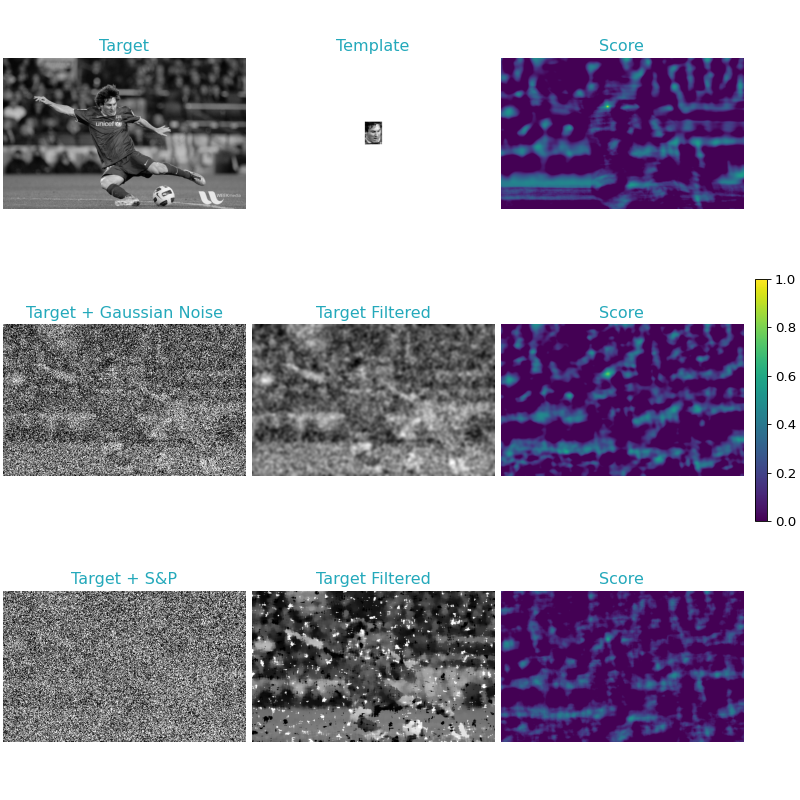 Target
Template
Score
unicef
Target + Gaussian Noise
Target Filtered
Score
1.0
0.8
0.6
0.4
0.2
0.0
Target + S&P
Target Filtered
Score